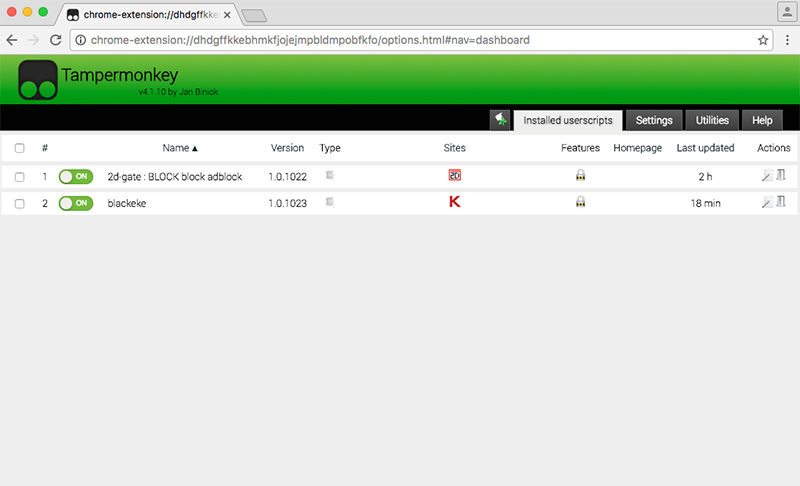 chrome-extension://dhdgffkke
chrome-extension://dhdgffkkebhmkfjojejmpbldmpobfkfo/options.html#nav=dashboard
Tampermonkey
v4.1.10 by Jan Biniok
Installed userscripts Settings Utilities Help
# Name ▲ Version Type Sites Features Homepage Last updated Actions
1 ON 2d-gate : BLOCK block adblock 1.0.1022 2D 2 h
2 ON blackeke 1.0.1023 K 18 min